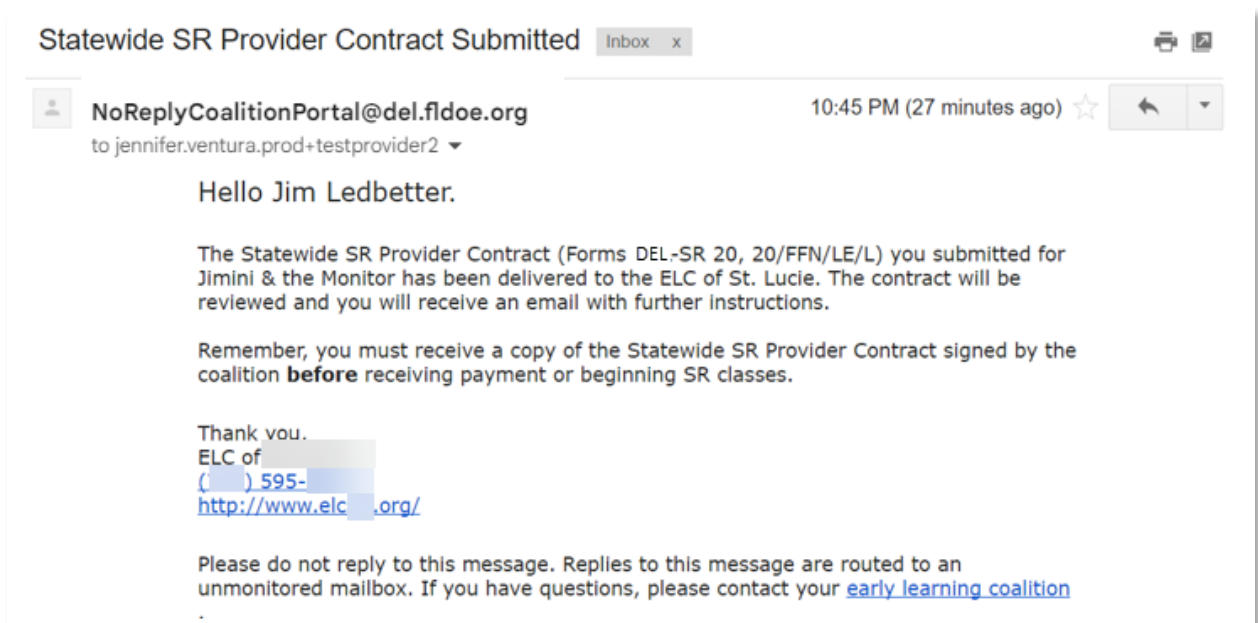 Statewide SR Provider Contract Submitted Inbox x
NoReplyCoalitionPortal@del.fldoe.org 10:45 PM (27 minutes ago)
to jennifer.ventura.prod+testprovider2
Hello Jim Ledbetter.
The Statewide SR Provider Contract (Forms DEL.-SR 20, 20/FFN/LE/L) you submitted for
Jimini & the Monitor has been delivered to the ELC of St. Lucie. The contract will be
reviewed and you will receive an email with further instructions.
Remember, you must receive a copy of the Statewide SR Provider Contract signed by the
coalition before receiving payment or beginning SR classes.
Thank you.
ELC of
( ) 595-
http://www.elc .org/
Please do not reply to this message. Replies to this message are routed to an
unmonitored mailbox. If you have questions, please contact your early learning coalition
.